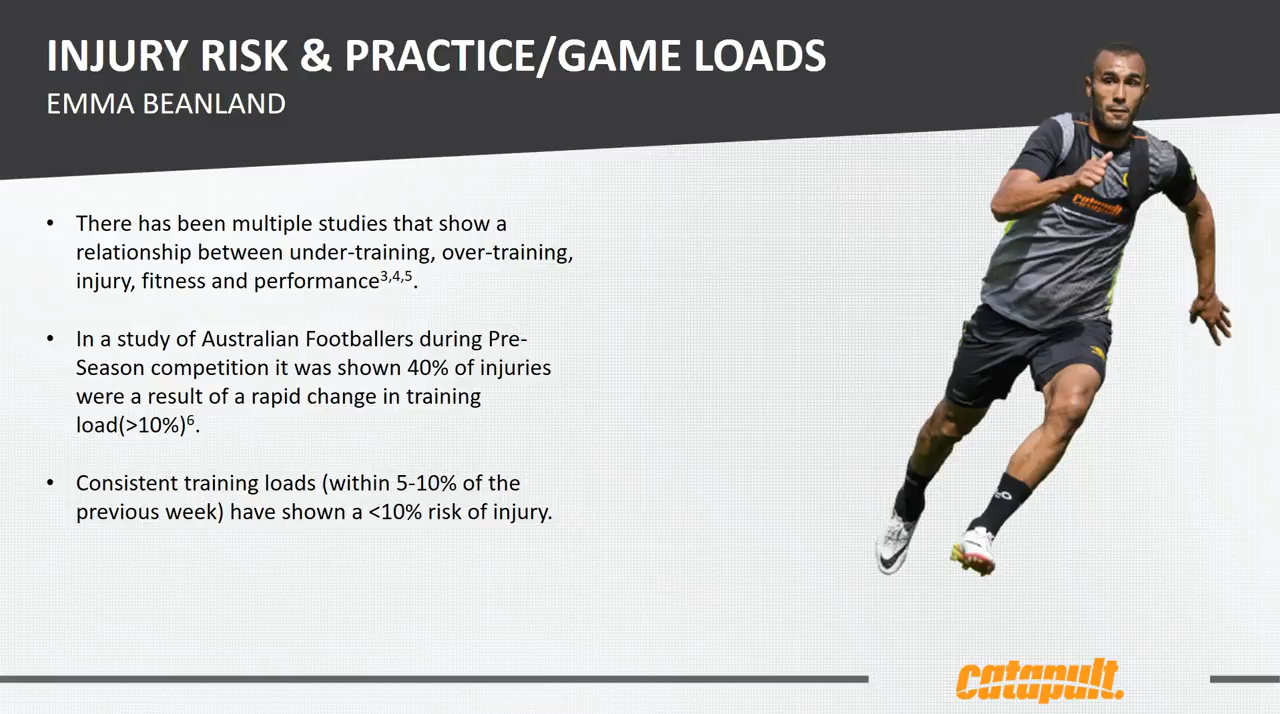 INJURY RISK & PRACTICE/GAME LOADS
EMMA BEANLAND
• There has been multiple studies that show a
relationship between under-training, over-training,
injury, fitness and performance3,4,5.
• In a study of Australian Footballers during Pre-
Season competition it was shown 40% of injuries
were a result of a rapid change in training
load(>10%)6.
• Consistent training loads (within 5-10% of the
previous week) have shown a <10% risk of injury.
catapult
catapult.